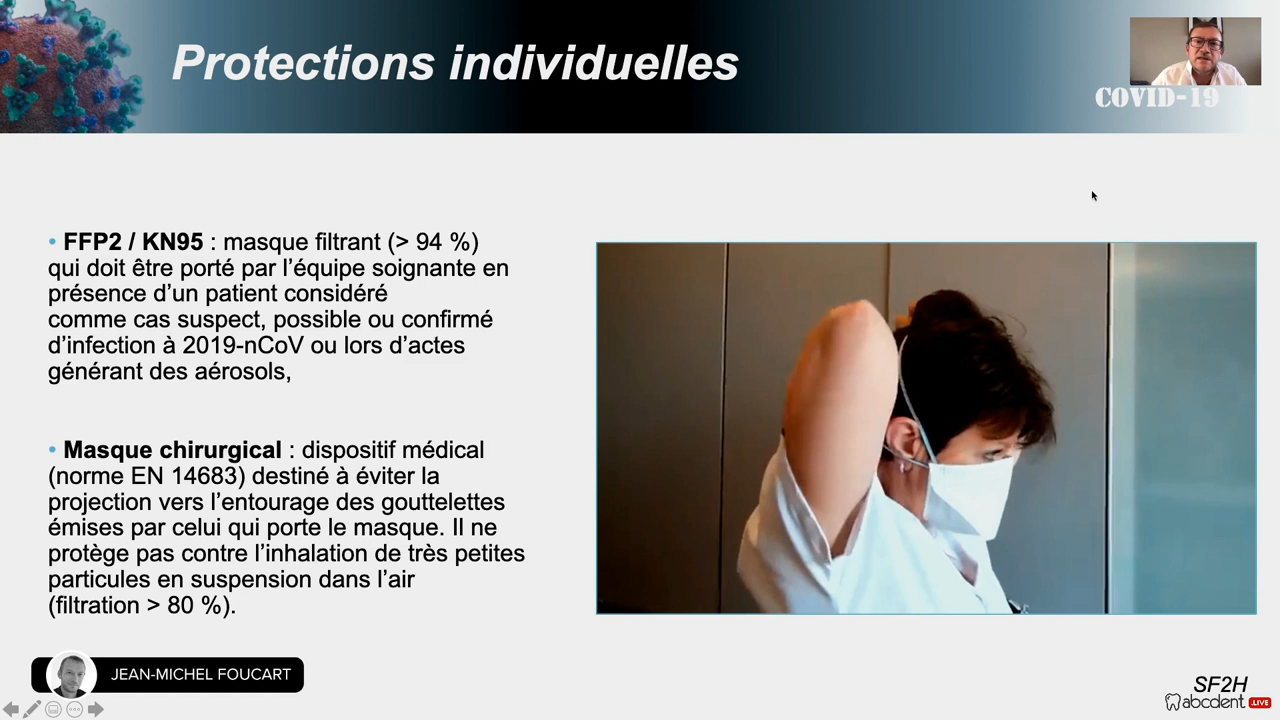 Protections individuelles
COVID-19
• FFP2 / KN95 : masque filtrant (> 94 %)
qui doit être porté par l’équipe soignante en
présence d’un patient considéré
comme cas suspect, possible ou confirmé
d’infection à 2019-nCoV ou lors d’actes
générant des aérosols,
• Masque chirurgical : dispositif médical
(norme EN 14683) destiné à éviter la
projection vers l’entourage des gouttelettes
émises par celui qui porte le masque. Il ne
protège pas contre l’inhalation de très petites
particules en suspension dans l’air
(filtration > 80 %).
JEAN-MICHEL FOUCART
SF2H
abcdent LIVE